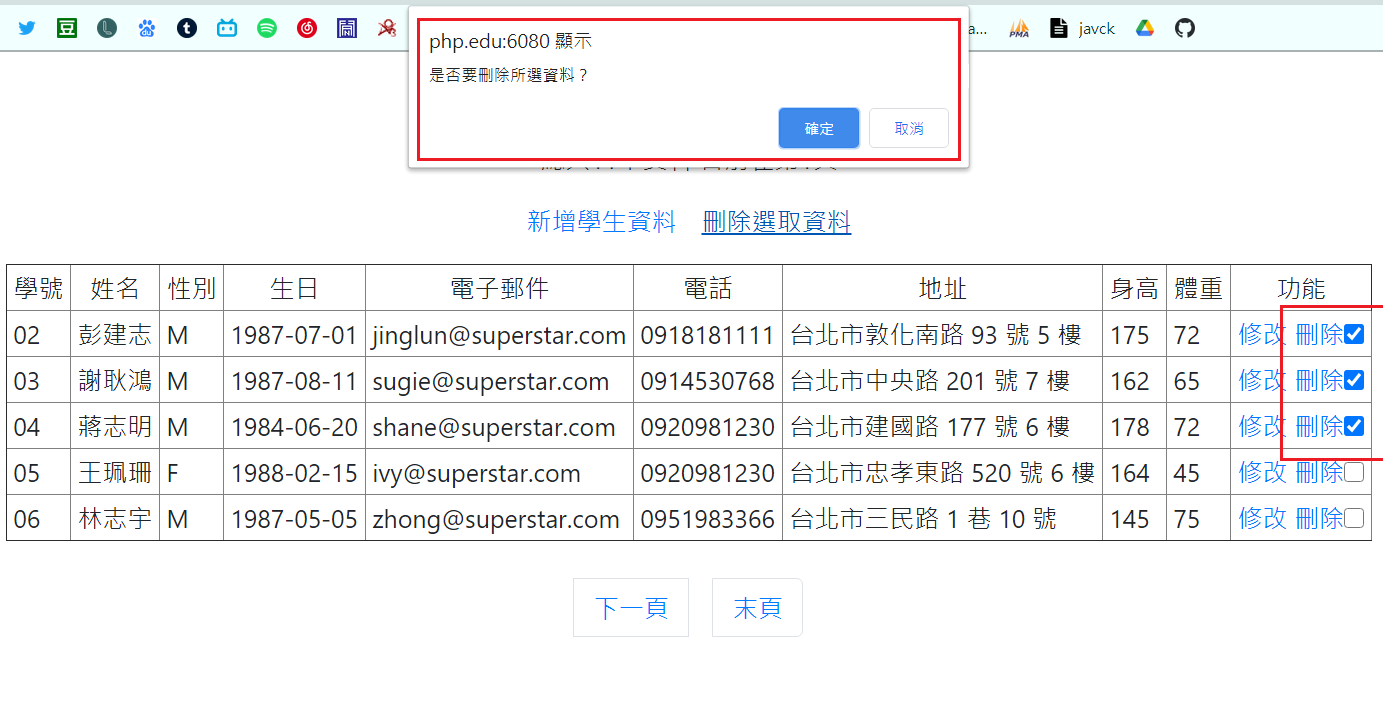 php.edu:6080 顯示
是否要刪除所選資料？
確定 取消
a... PMA javck
新增學生資料 刪除選取資料
學號 姓名 性別 生日 電子郵件 電話 地址 身高 體重 功能
02 彭建志 M 1987-07-01 jinglun@superstar.com 0918181111 台北市敦化南路 93 號 5 樓 175 72 修改 刪除
03 謝耿鴻 M 1987-08-11 sugie@superstar.com 0914530768 台北市中央路 201 號 7 樓 162 65 修改 刪除
04 蔣志明 M 1984-06-20 shane@superstar.com 0920981230 台北市建國路 177 號 6 樓 178 72 修改 刪除
05 王珮珊 F 1988-02-15 ivy@superstar.com 0920981230 台北市忠孝東路 520 號 6 樓 164 45 修改 刪除
06 林志宇 M 1987-05-05 zhong@superstar.com 0951983366 台北市三民路 1 巷 10 號 145 75 修改 刪除
下一頁 末頁